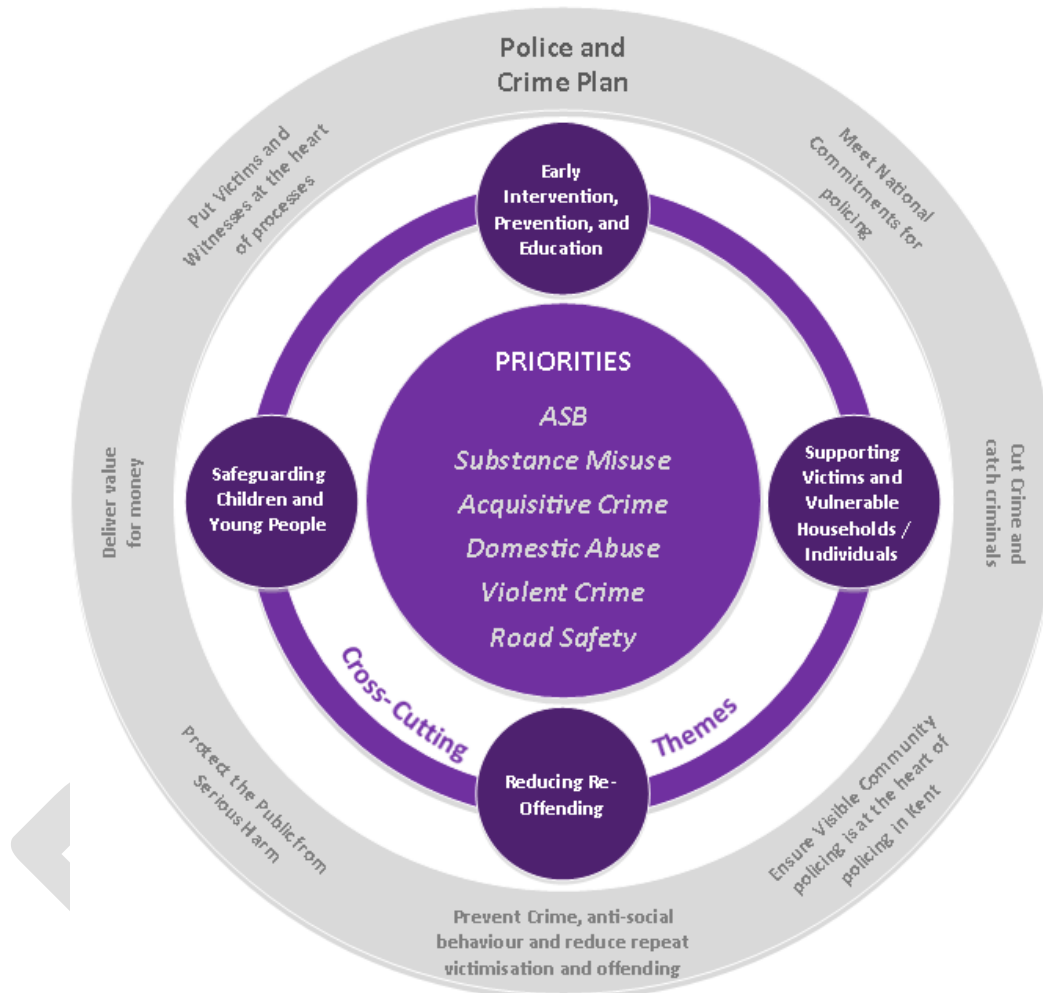 Police and
Crime Plan
Meet National
Commitments for
policing
Cut Crime and
catch criminals
Ensure Visible Community
policing is at the heart of
policing in Kent
Prevent Crime, anti-social
behaviour and reduce repeat
victimisation and offending
Protect the Public from
Serious Harm
Deliver value
for money
Put Victims and
Witnesses at the heart
of processes
Early
Intervention,
Prevention, and
Education
Supporting
Victims and
Vulnerable
Households /
Individuals
Reducing Re-
Offending
Safeguarding
Children and
Young People
Cross-Cutting
Themes
PRIORITIES
ASB
Substance Misuse
Acquisitive Crime
Domestic Abuse
Violent Crime
Road Safety